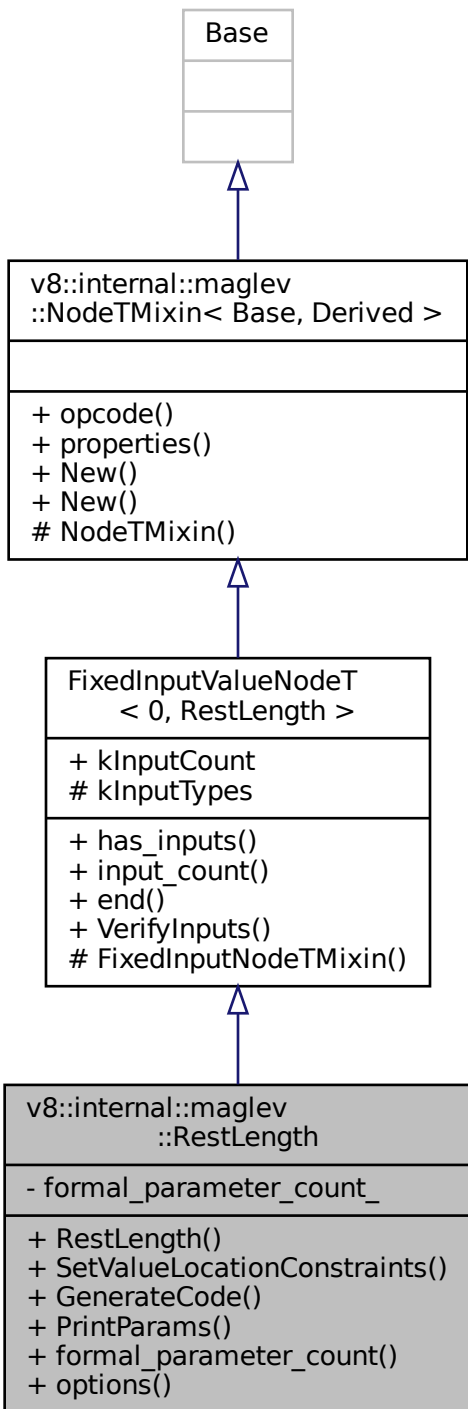 Base
v8::internal::maglev
::NodeTMixin< Base, Derived >
+ opcode()
+ properties()
+ New()
+ New()
# NodeTMixin()
FixedInputValueNodeT
< 0, RestLength >
+ kInputCount
# kInputTypes
+ has_inputs()
+ input_count()
+ end()
+ VerifyInputs()
# FixedInputNodeTMixin()
v8::internal::maglev
::RestLength
- formal_parameter_count_
+ RestLength()
+ SetValueLocationConstraints()
+ GenerateCode()
+ PrintParams()
+ formal_parameter_count()
+ options()